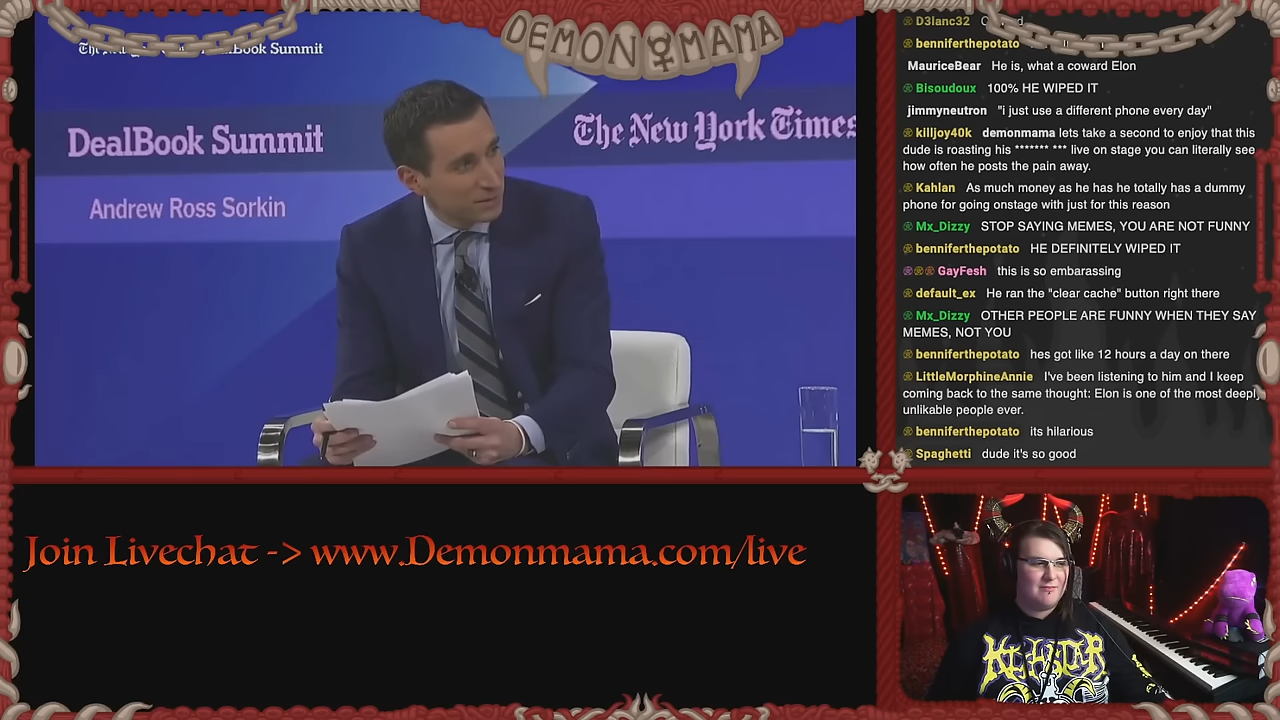 DEMON MAMA
DealBook Summit
The New York Times
Andrew Ross Sorkin
D3lanc32
benniferthepotato
MauriceBear He is, what a coward Elon
Bisoudoux 100% HE WIPED IT
jimmyneutron "i just use a different phone every day"
killjoy40k demonmama lets take a second to enjoy that this
dude is roasting his ******* *** live on stage you can literally see
how often he posts the pain away.
Kahlan As much money as he has he totally has a dummy
phone for going onstage with just for this reason
Mx_Dizzy STOP SAYING MEMES, YOU ARE NOT FUNNY
benniferthepotato HE DEFINITELY WIPED IT
GayFesh this is so embarassing
default_ex He ran the "clear cache" button right there
Mx_Dizzy OTHER PEOPLE ARE FUNNY WHEN THEY SAY
MEMES, NOT YOU
benniferthepotato hes got like 12 hours a day on there
LittleMorphineAnnie I've been listening to him and I keep
coming back to the same thought: Elon is one of the most deepl
unlikable people ever.
benniferthepotato its hilarious
Spaghetti dude it's so good
Join Livechat -> www.Demonmama.com/live